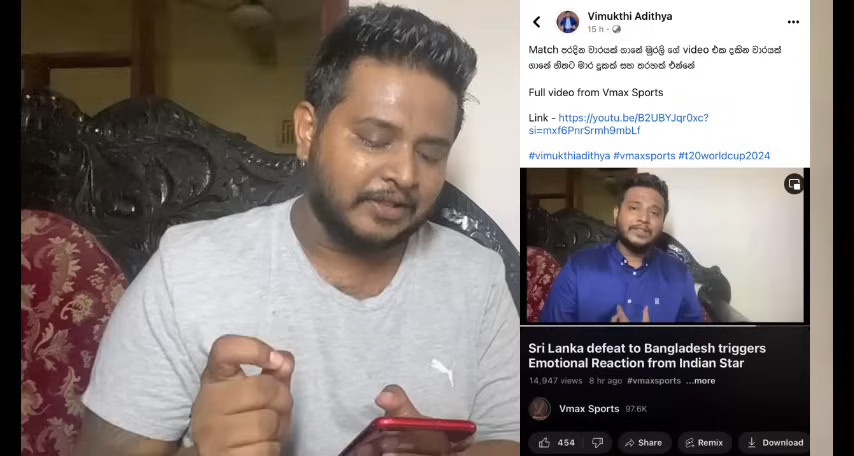 Vimukthi Adithya
15 h
Match පරදින වාරයක් ගානේ මුරලි ගේ video එක දකින වාරයක්
ගානේ හිතට මාර දුකක් සහ තරහක් එන්නේ
Full video from Vmax Sports
Link - https://youtu.be/B2UBYJqr0xc?
si=mxf6PnrSrmh9mbLf
#vimukthiadithya #vmaxsports #t20worldcup2024
Sri Lanka defeat to Bangladesh triggers
Emotional Reaction from Indian Star
14,947 views 8 hr ago #vmaxsports ...more
Vmax Sports 97.6K
454 Share Remix Download